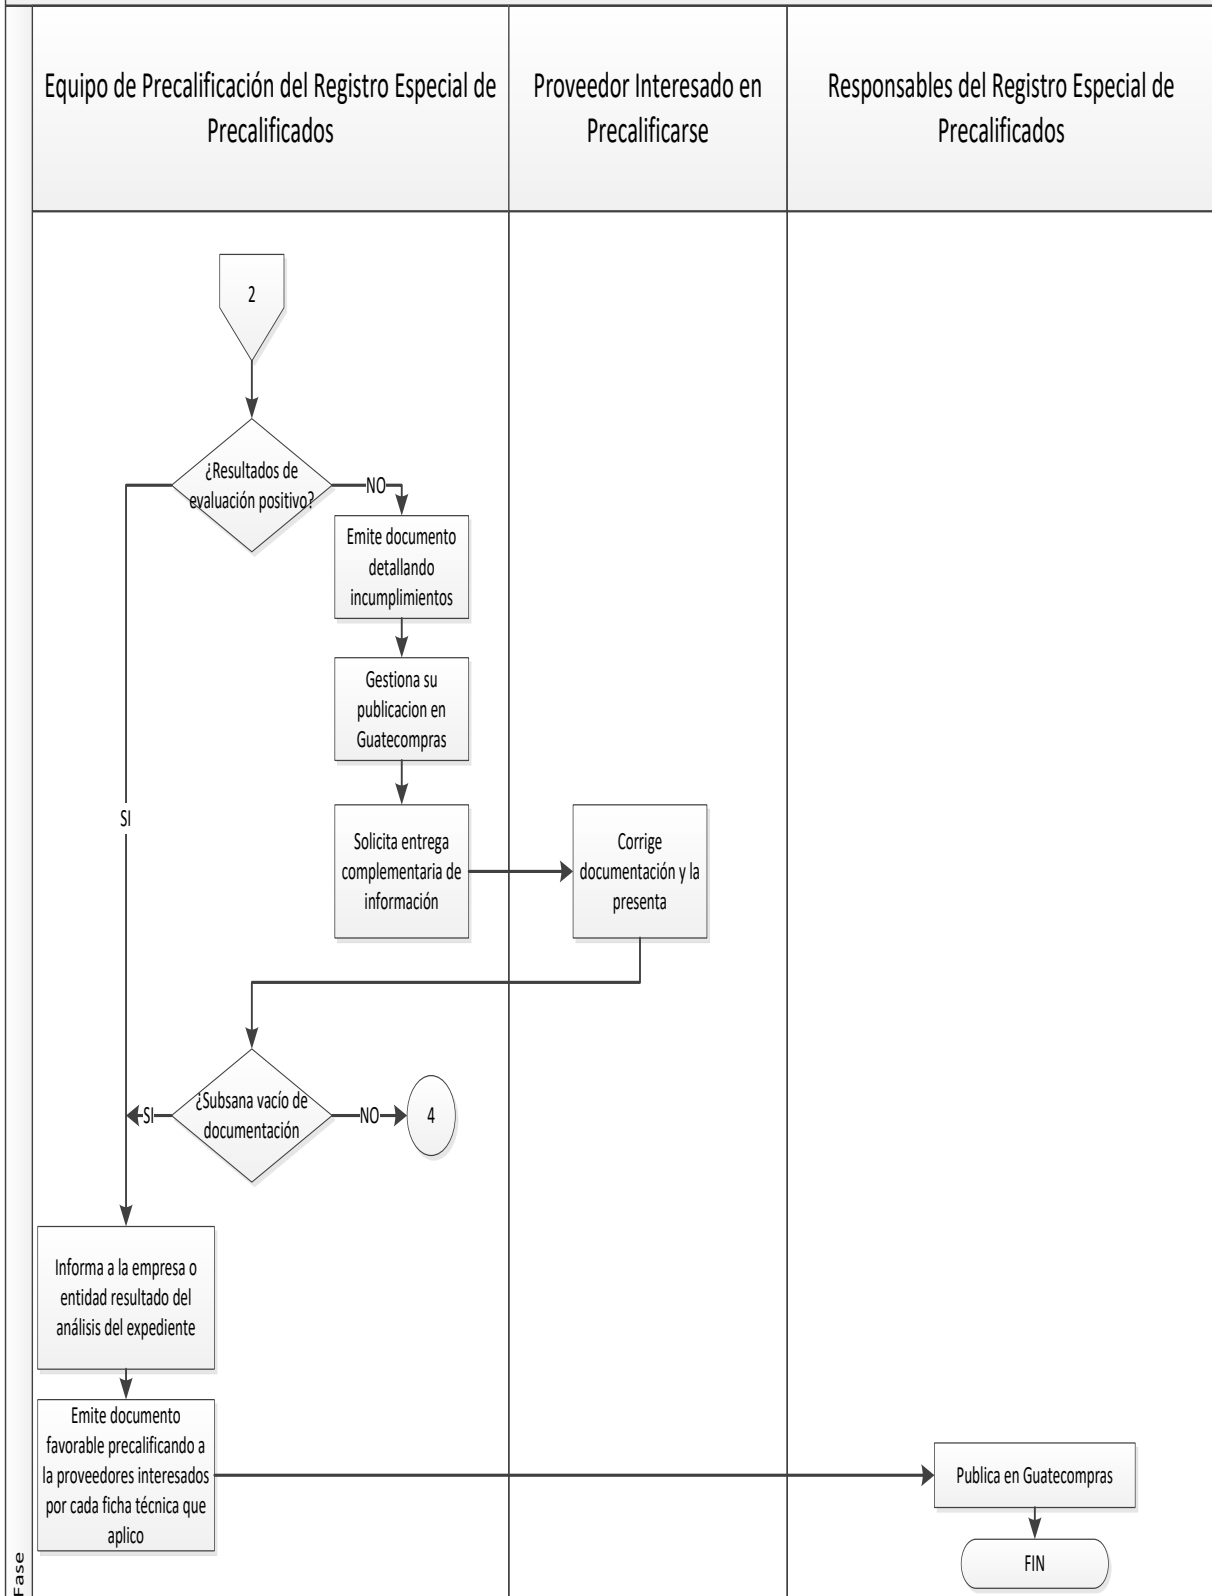 Equipo de Precalificación del Registro Especial de
Precalificados
Proveedor Interesado en
Precalificarse
Responsables del Registro Especial de
Precalificados
2
¿Resultados de
evaluación positivo?
NO
Emite documento
detallando
incumplimientos
Gestiona su
publicacion en
Guatecompras
SI
Solicita entrega
complementaria de
información
Corrige
documentación y la
presenta
¿Subsana vacío de
documentación
SI
NO
4
Informa a la empresa o
entidad resultado del
análisis del expediente
Emite documento
favorable precalificando a
la proveedores interesados
por cada ficha técnica que
aplico
Publica en Guatecompras
FIN
Fase